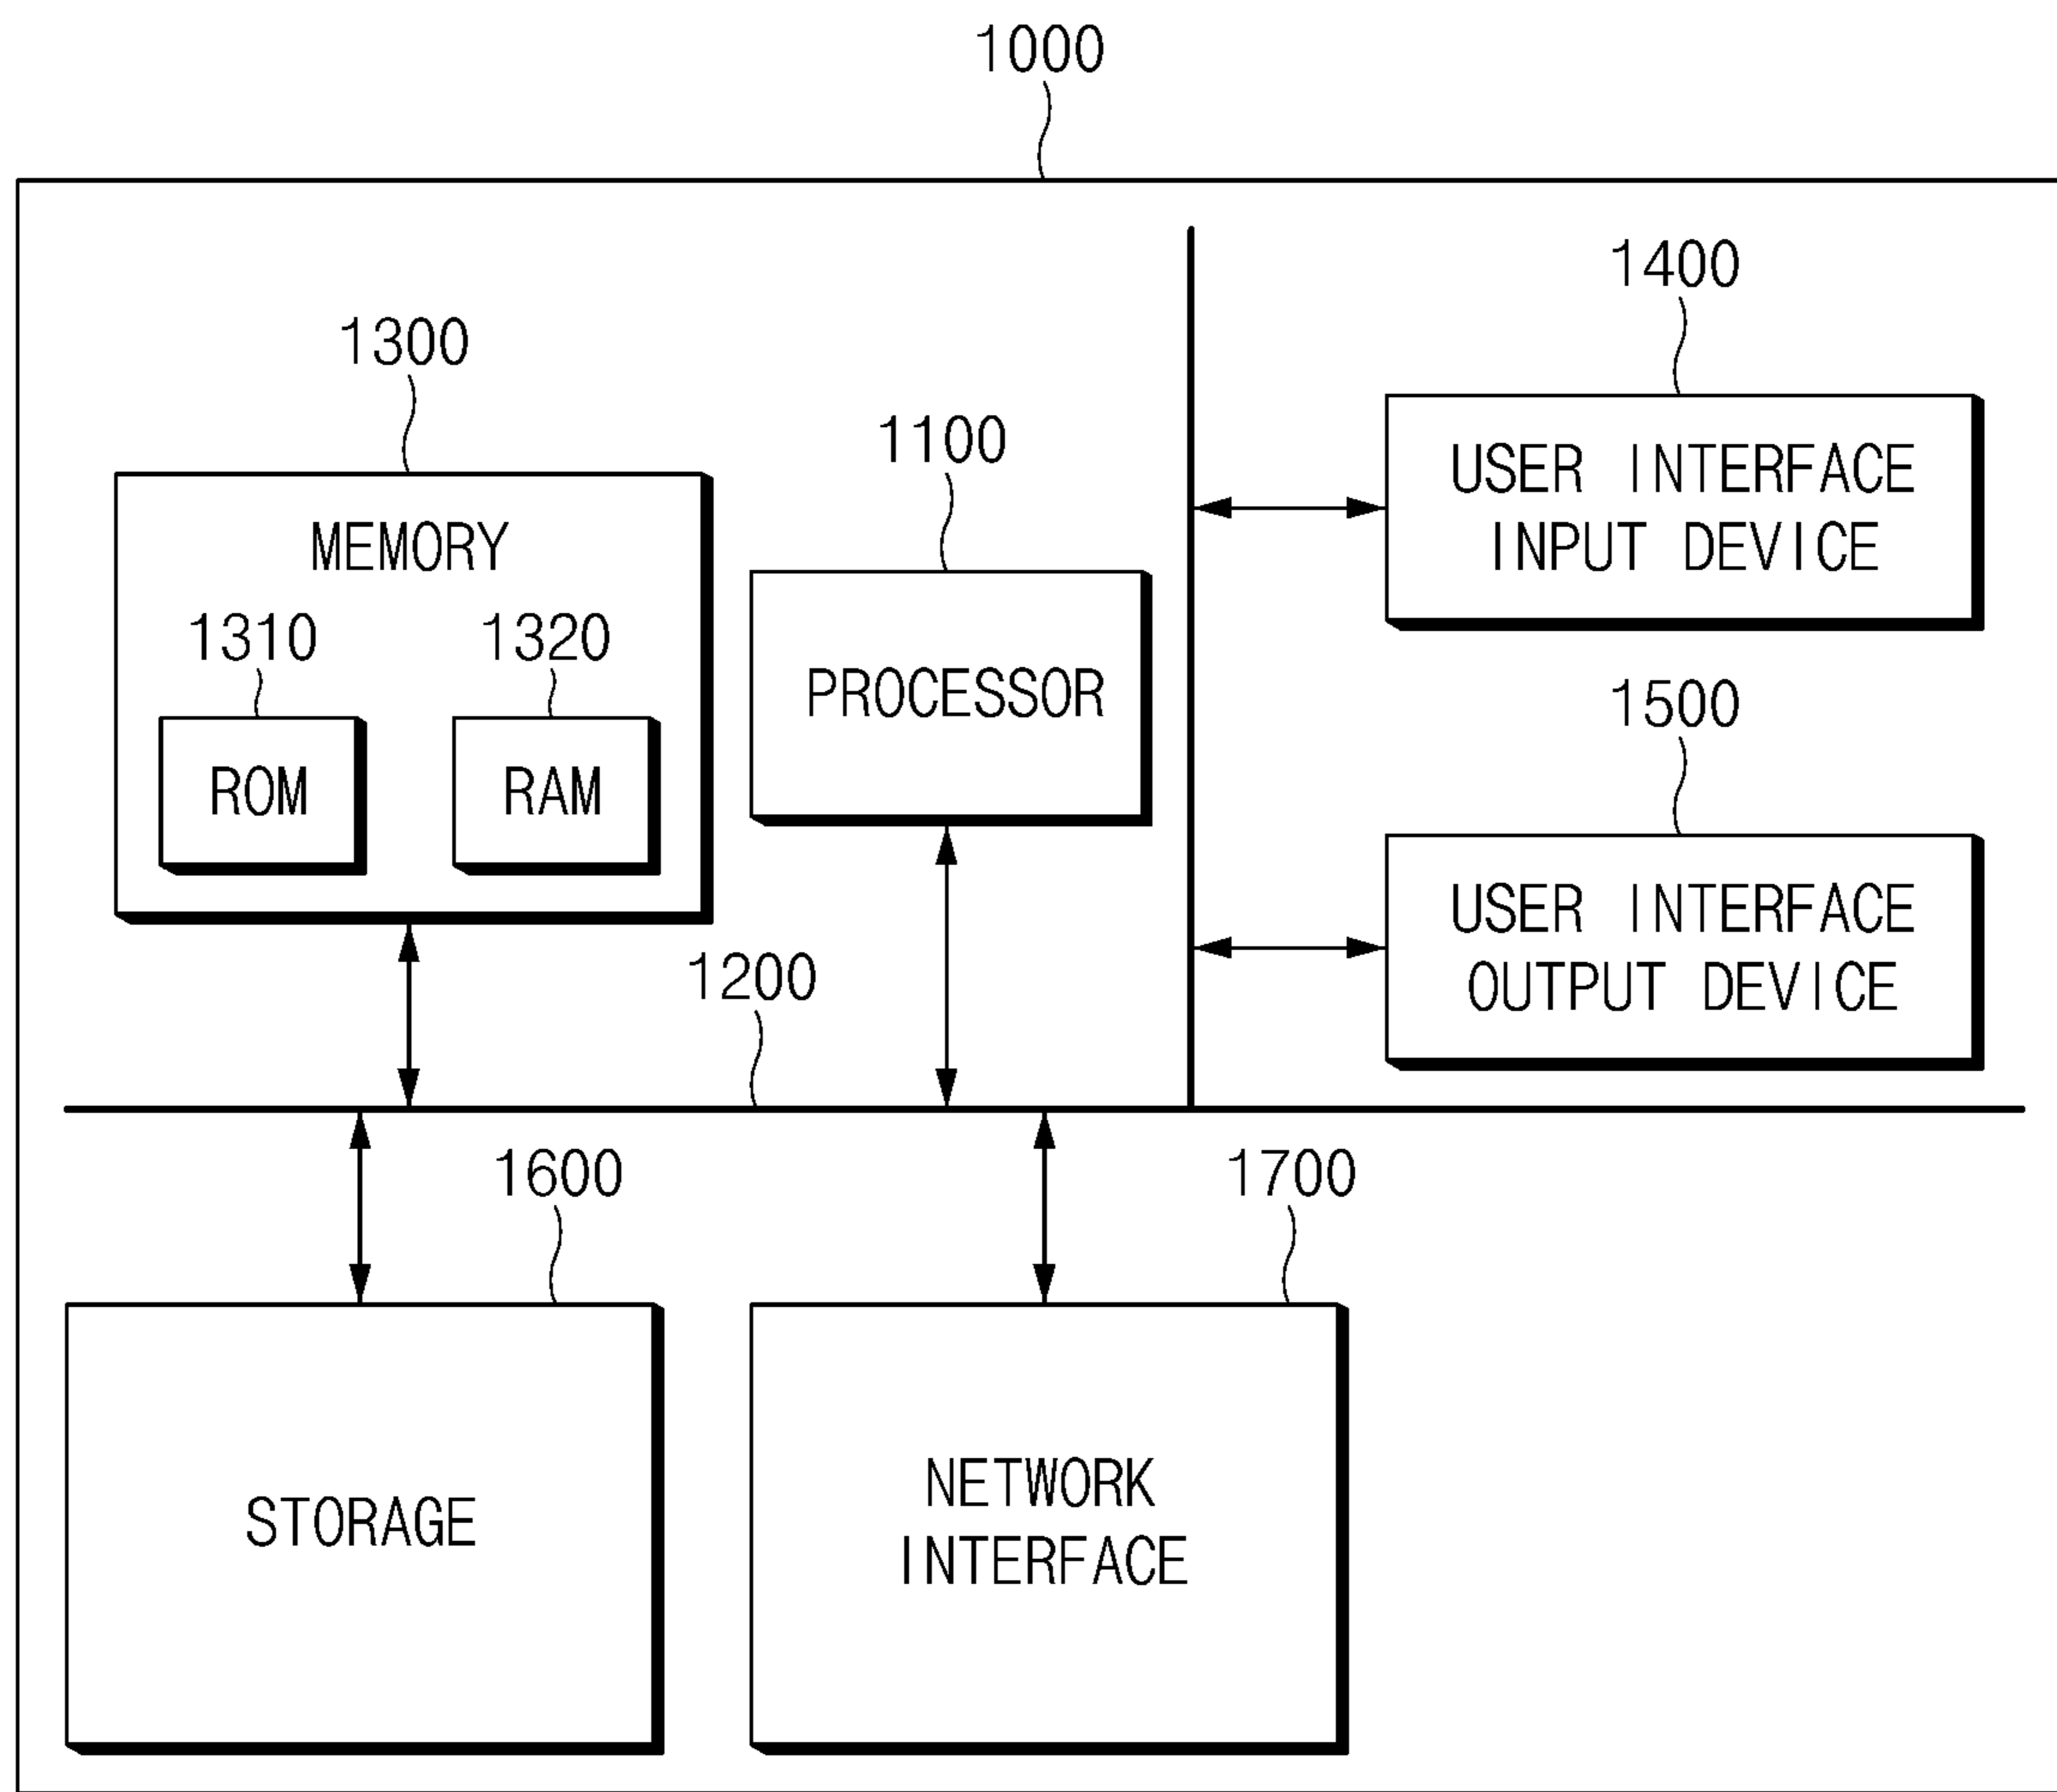 1000
1300
MEMORY
1310
ROM
1320
RAM
1100
PROCESSOR
1400
USER INTERFACE
INPUT DEVICE
1500
USER INTERFACE
OUTPUT DEVICE
1200
1600
STORAGE
1700
NETWORK
INTERFACE